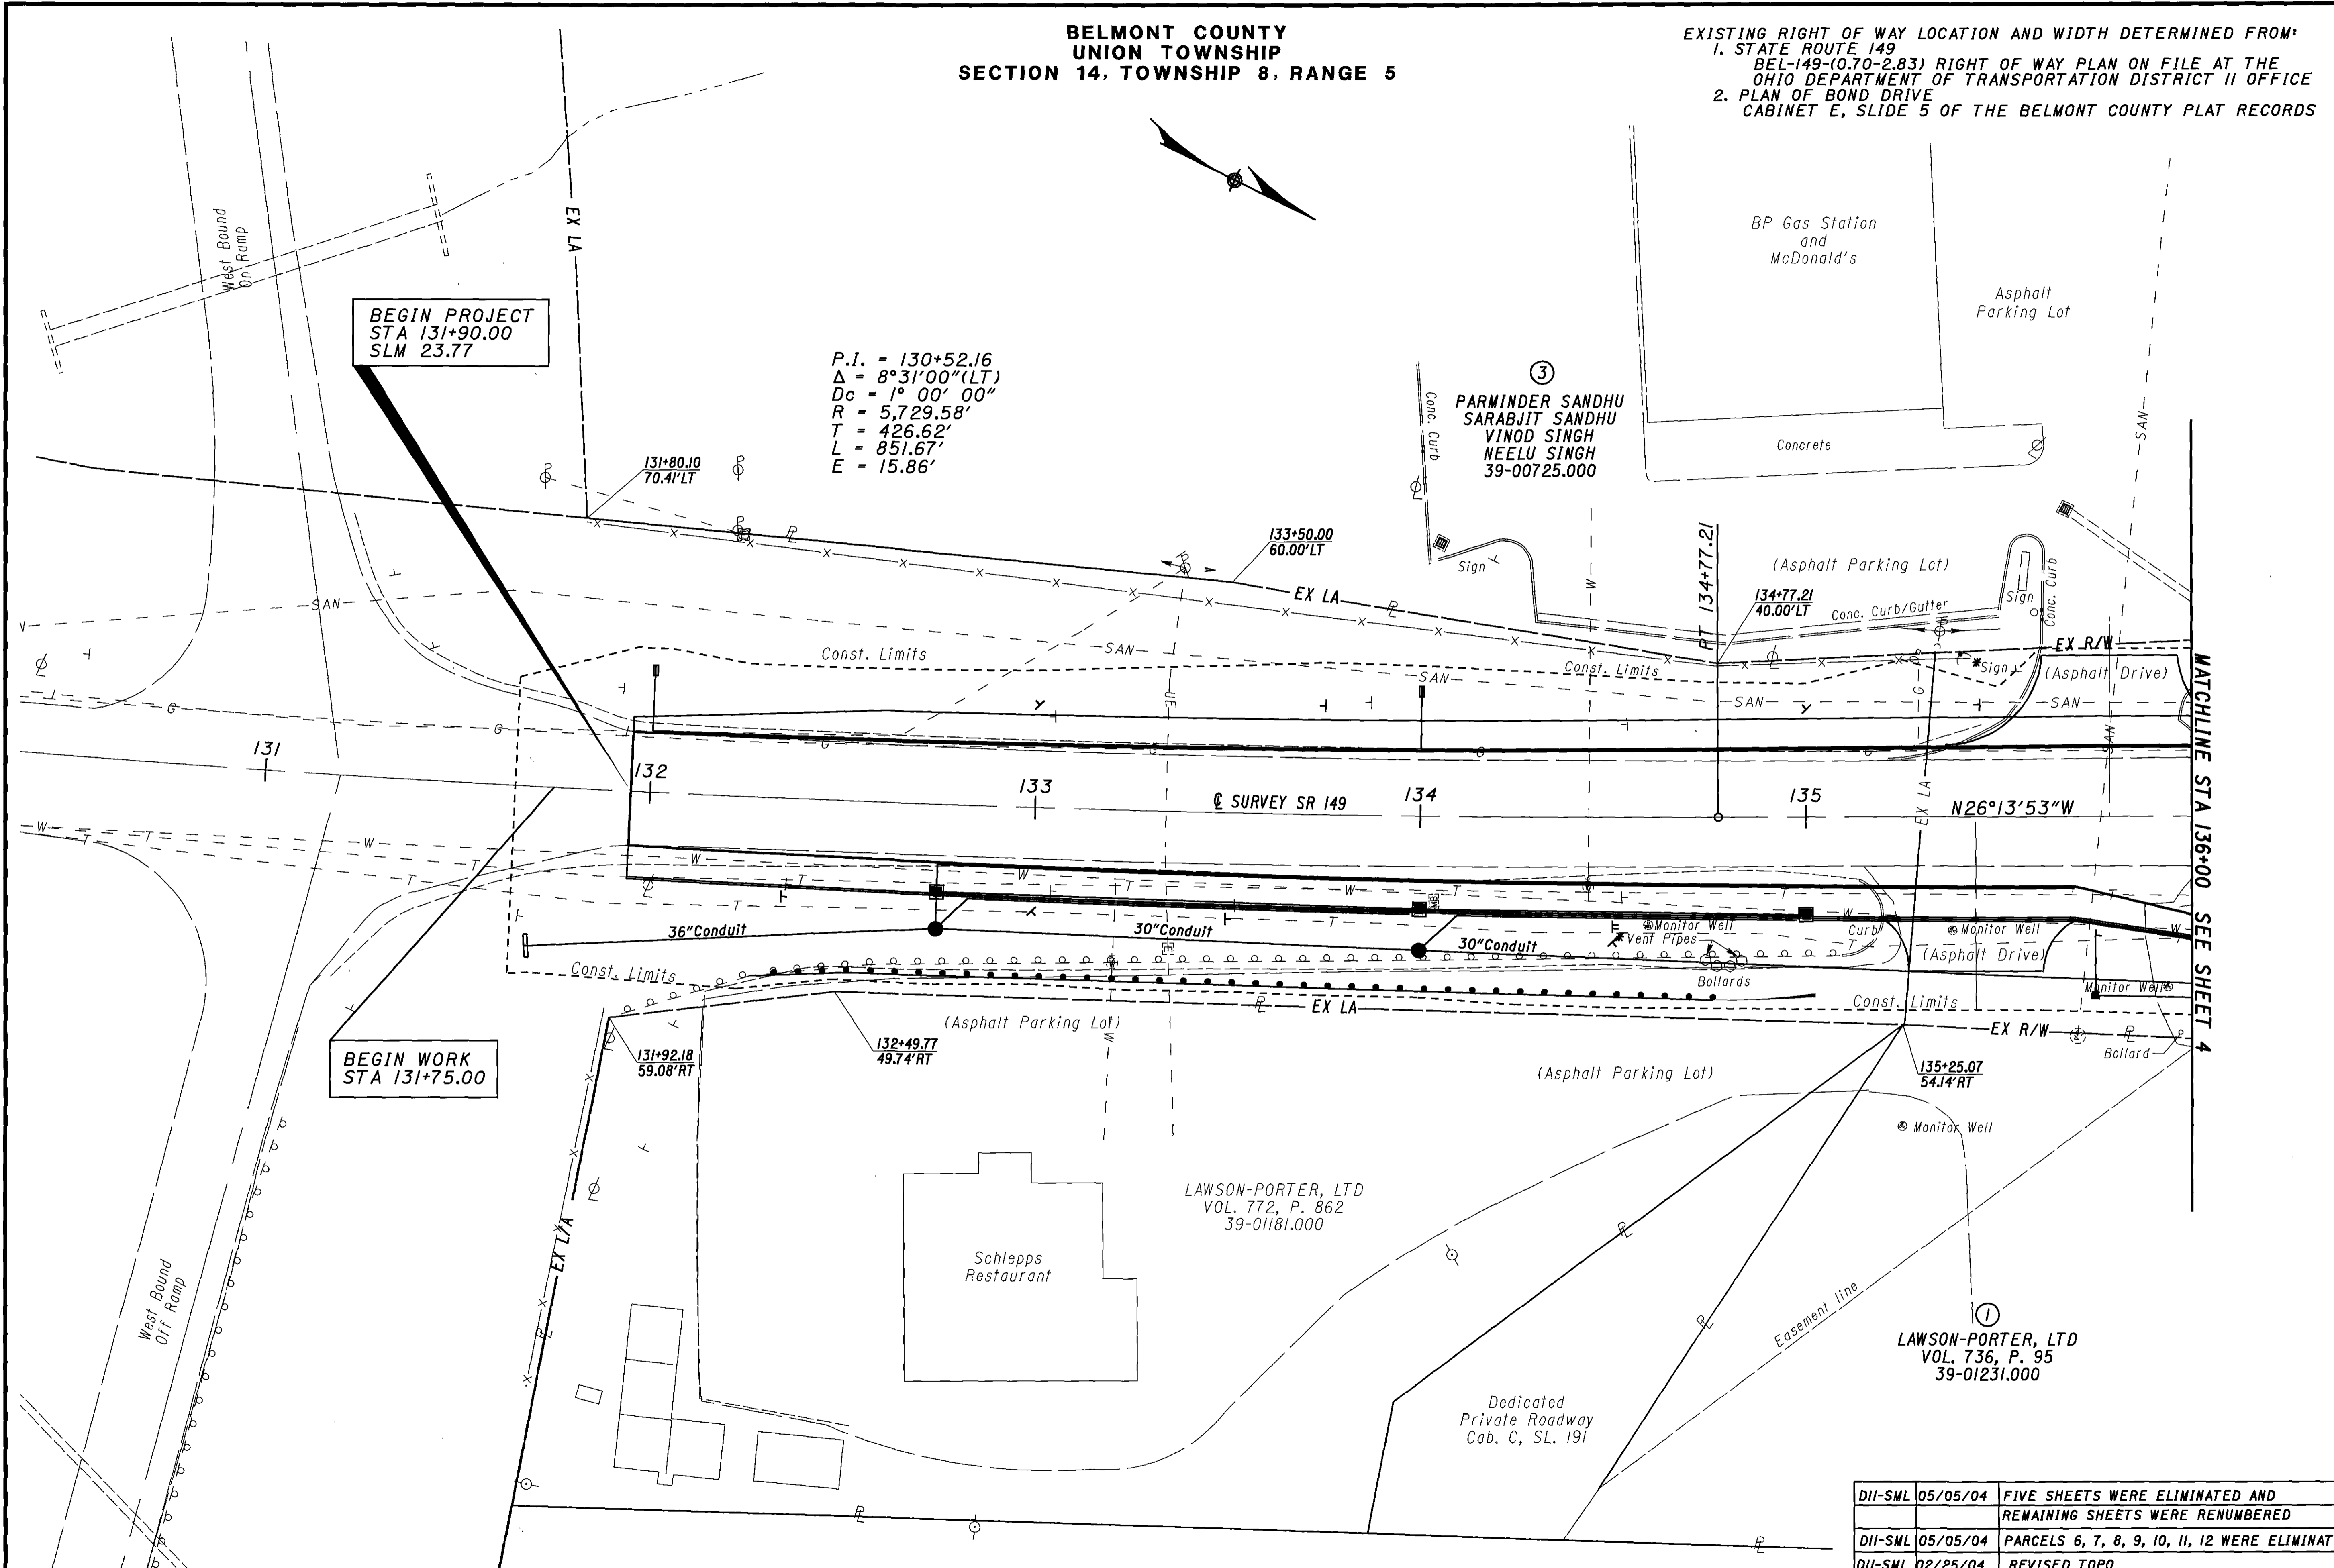 BELMONT COUNTY
UNION TOWNSHIP
SECTION 14, TOWNSHIP 8, RANGE 5
EXISTING RIGHT OF WAY LOCATION AND WIDTH DETERMINED FROM:
1. STATE ROUTE 149
BEL-149-(0.70-2.83) RIGHT OF WAY PLAN ON FILE AT THE
OHIO DEPARTMENT OF TRANSPORTATION DISTRICT 11 OFFICE
2. PLAN OF BOND DRIVE
CABINET E, SLIDE 5 OF THE BELMONT COUNTY PLAT RECORDS
West Bound
On Ramp
EX LA
BEGIN PROJECT
STA 131+90.00
SLM 23.77
P.I. = 130+52.16
Δ = 8°31'00"(LT)
Dc = 1° 00' 00"
R = 5,729.58'
T = 426.62'
L = 851.67'
E = 15.86'
BP Gas Station
and
McDonald's
Asphalt
Parking Lot
Concrete
Conc. Curb
3
PARMINDER SANDHU
SARABJIT SANDHU
VINOD SINGH
NEELU SINGH
39-00725.000
131+80.10
70.41'LT
133+50.00
60.00'LT
EX LA
Sign
PT 134+77.21
134+77.21
40.00'LT
(Asphalt Parking Lot)
Conc. Curb/Gutter
Sign
Conc. Curb
SAN
SAN
Const. Limits
SAN
SAN
Const. Limits
SAN
SAN
SAN
Sign
EX R/W
(Asphalt Drive)
SAN
UE
W
G
G
G
G
G
G
131
132
133
134
135
℄ SURVEY SR 149
EX LA
N26°13'53"W
MATCHLINE STA 136+00 SEE SHEET 4
W
T
T
W
T
W
T
W
T
W
T
T
W
T
T
MB
36"Conduit
30"Conduit
30"Conduit
Monitor Well
Vent Pipes
Curb
W
T
Monitor Well
(Asphalt Drive)
Bollards
Monitor Well
Const. Limits
Const. Limits
EX LA
EX R/W
Bollard
(Asphalt Parking Lot)
W
131+92.18
59.08'RT
132+49.77
49.74'RT
135+25.07
54.14'RT
(Asphalt Parking Lot)
BEGIN WORK
STA 131+75.00
Monitor Well
LAWSON-PORTER, LTD
VOL. 772, P. 862
39-01181.000
Schlepps
Restaurant
EX L/A
West Bound
Off Ramp
Easement line
1
LAWSON-PORTER, LTD
VOL. 736, P. 95
39-01231.000
Dedicated
Private Roadway
Cab. C, SL. 191
D11-SML 05/05/04 FIVE SHEETS WERE ELIMINATED AND
REMAINING SHEETS WERE RENUMBERED
D11-SML 05/05/04 PARCELS 6, 7, 8, 9, 10, 11, 12 WERE ELIMINAT
D11-SML 02/25/04 REVISED TOPO